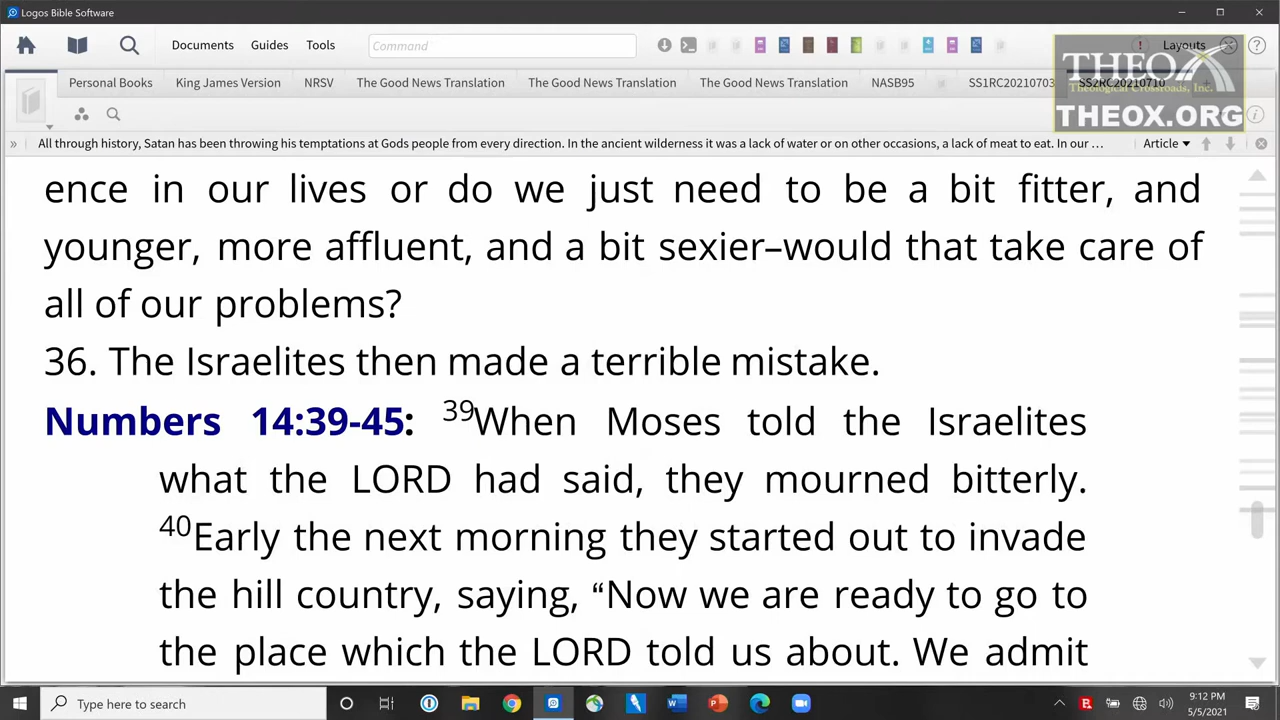 Logos Bible Software
Documents Guides Tools Command Layouts
Personal Books King James Version NRSV The Good News Translation The Good News Translation The Good News Translation NASB95 SS1RC20210703 SS2RC20210710
THEOX
Theological Crossroads, Inc.
THEOX.ORG
» All through history, Satan has been throwing his temptations at Gods people from every direction. In the ancient wilderness it was a lack of water or on other occasions, a lack of meat to eat. In our ... Article
ence in our lives or do we just need to be a bit fitter, and
younger, more affluent, and a bit sexier–would that take care of
all of our problems?
36. The Israelites then made a terrible mistake.
Numbers 14:39-45: 39When Moses told the Israelites
what the LORD had said, they mourned bitterly.
40Early the next morning they started out to invade
the hill country, saying, “Now we are ready to go to
the place which the LORD told us about. We admit
Type here to search
9:12 PM
5/5/2021